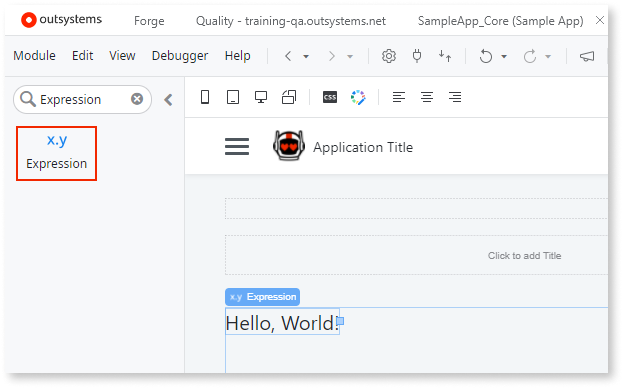 outsystems Forge Quality - training-qa.outsystems.net SampleApp_Core (Sample App)
Module Edit View Debugger Help
Expression
CSS
x.y
Expression
Application Title
Click to add Title
x.y Expression
Hello, World!